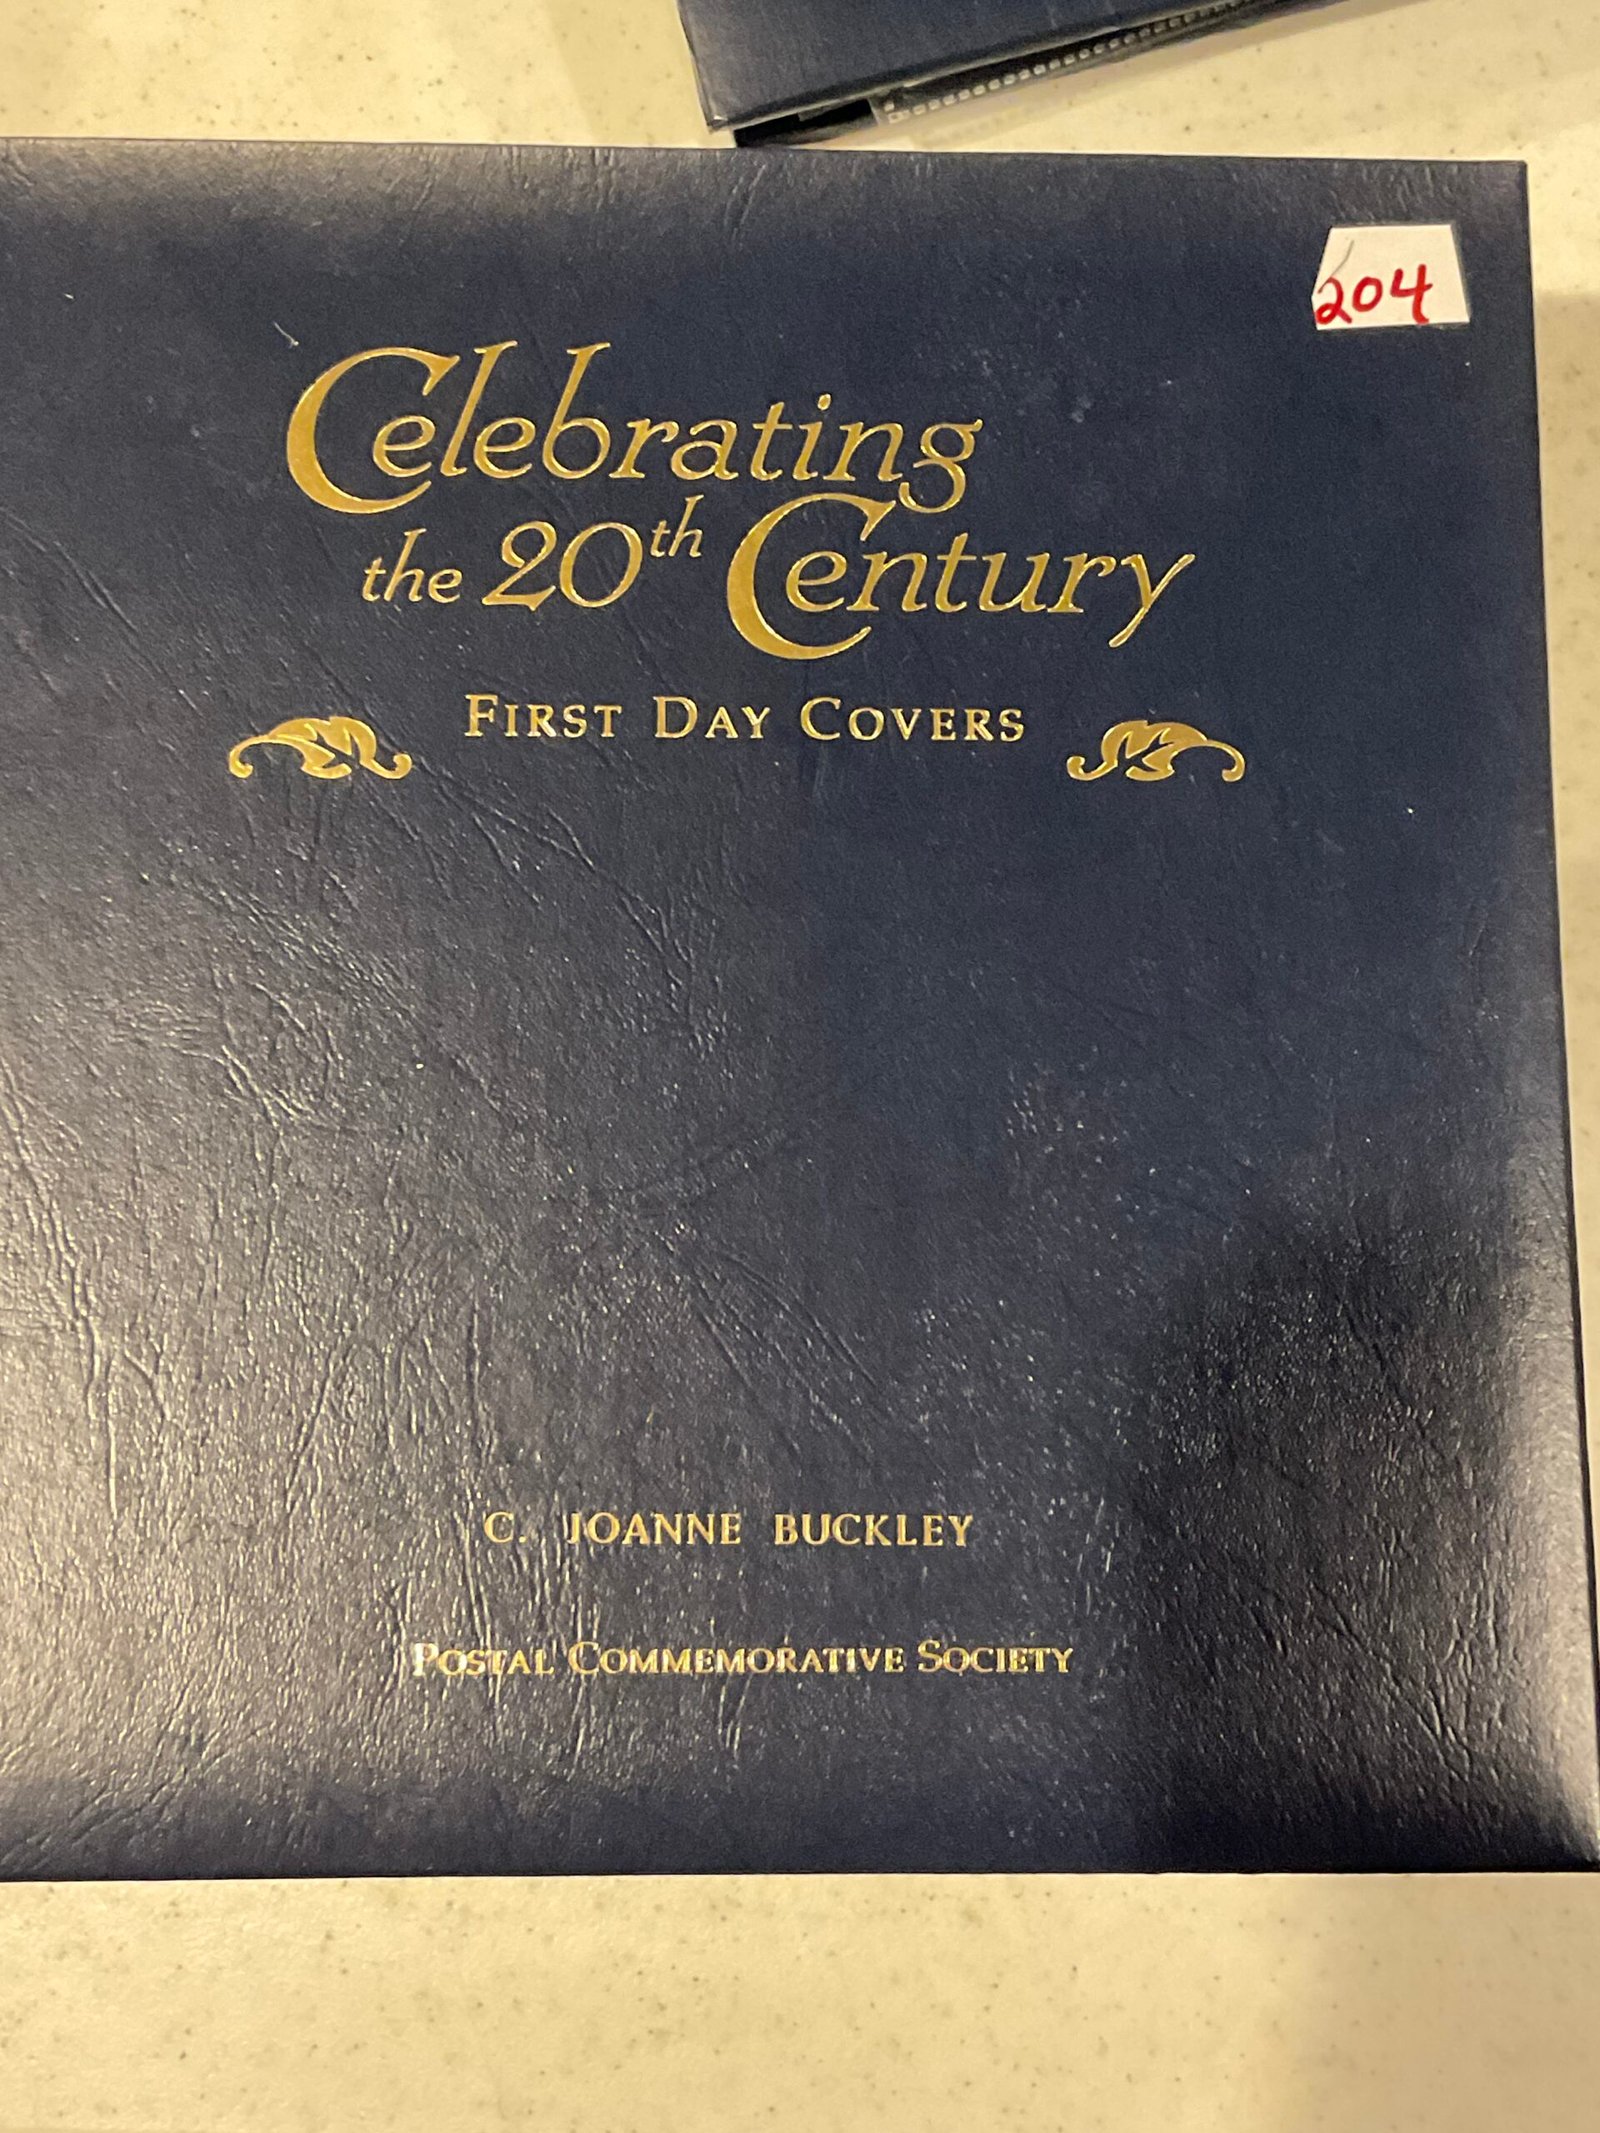 204
Celebrating
the 20th Century
FIRST DAY COVERS
C. JOANNE BUCKLEY
POSTAL COMMEMORATIVE SOCIETY